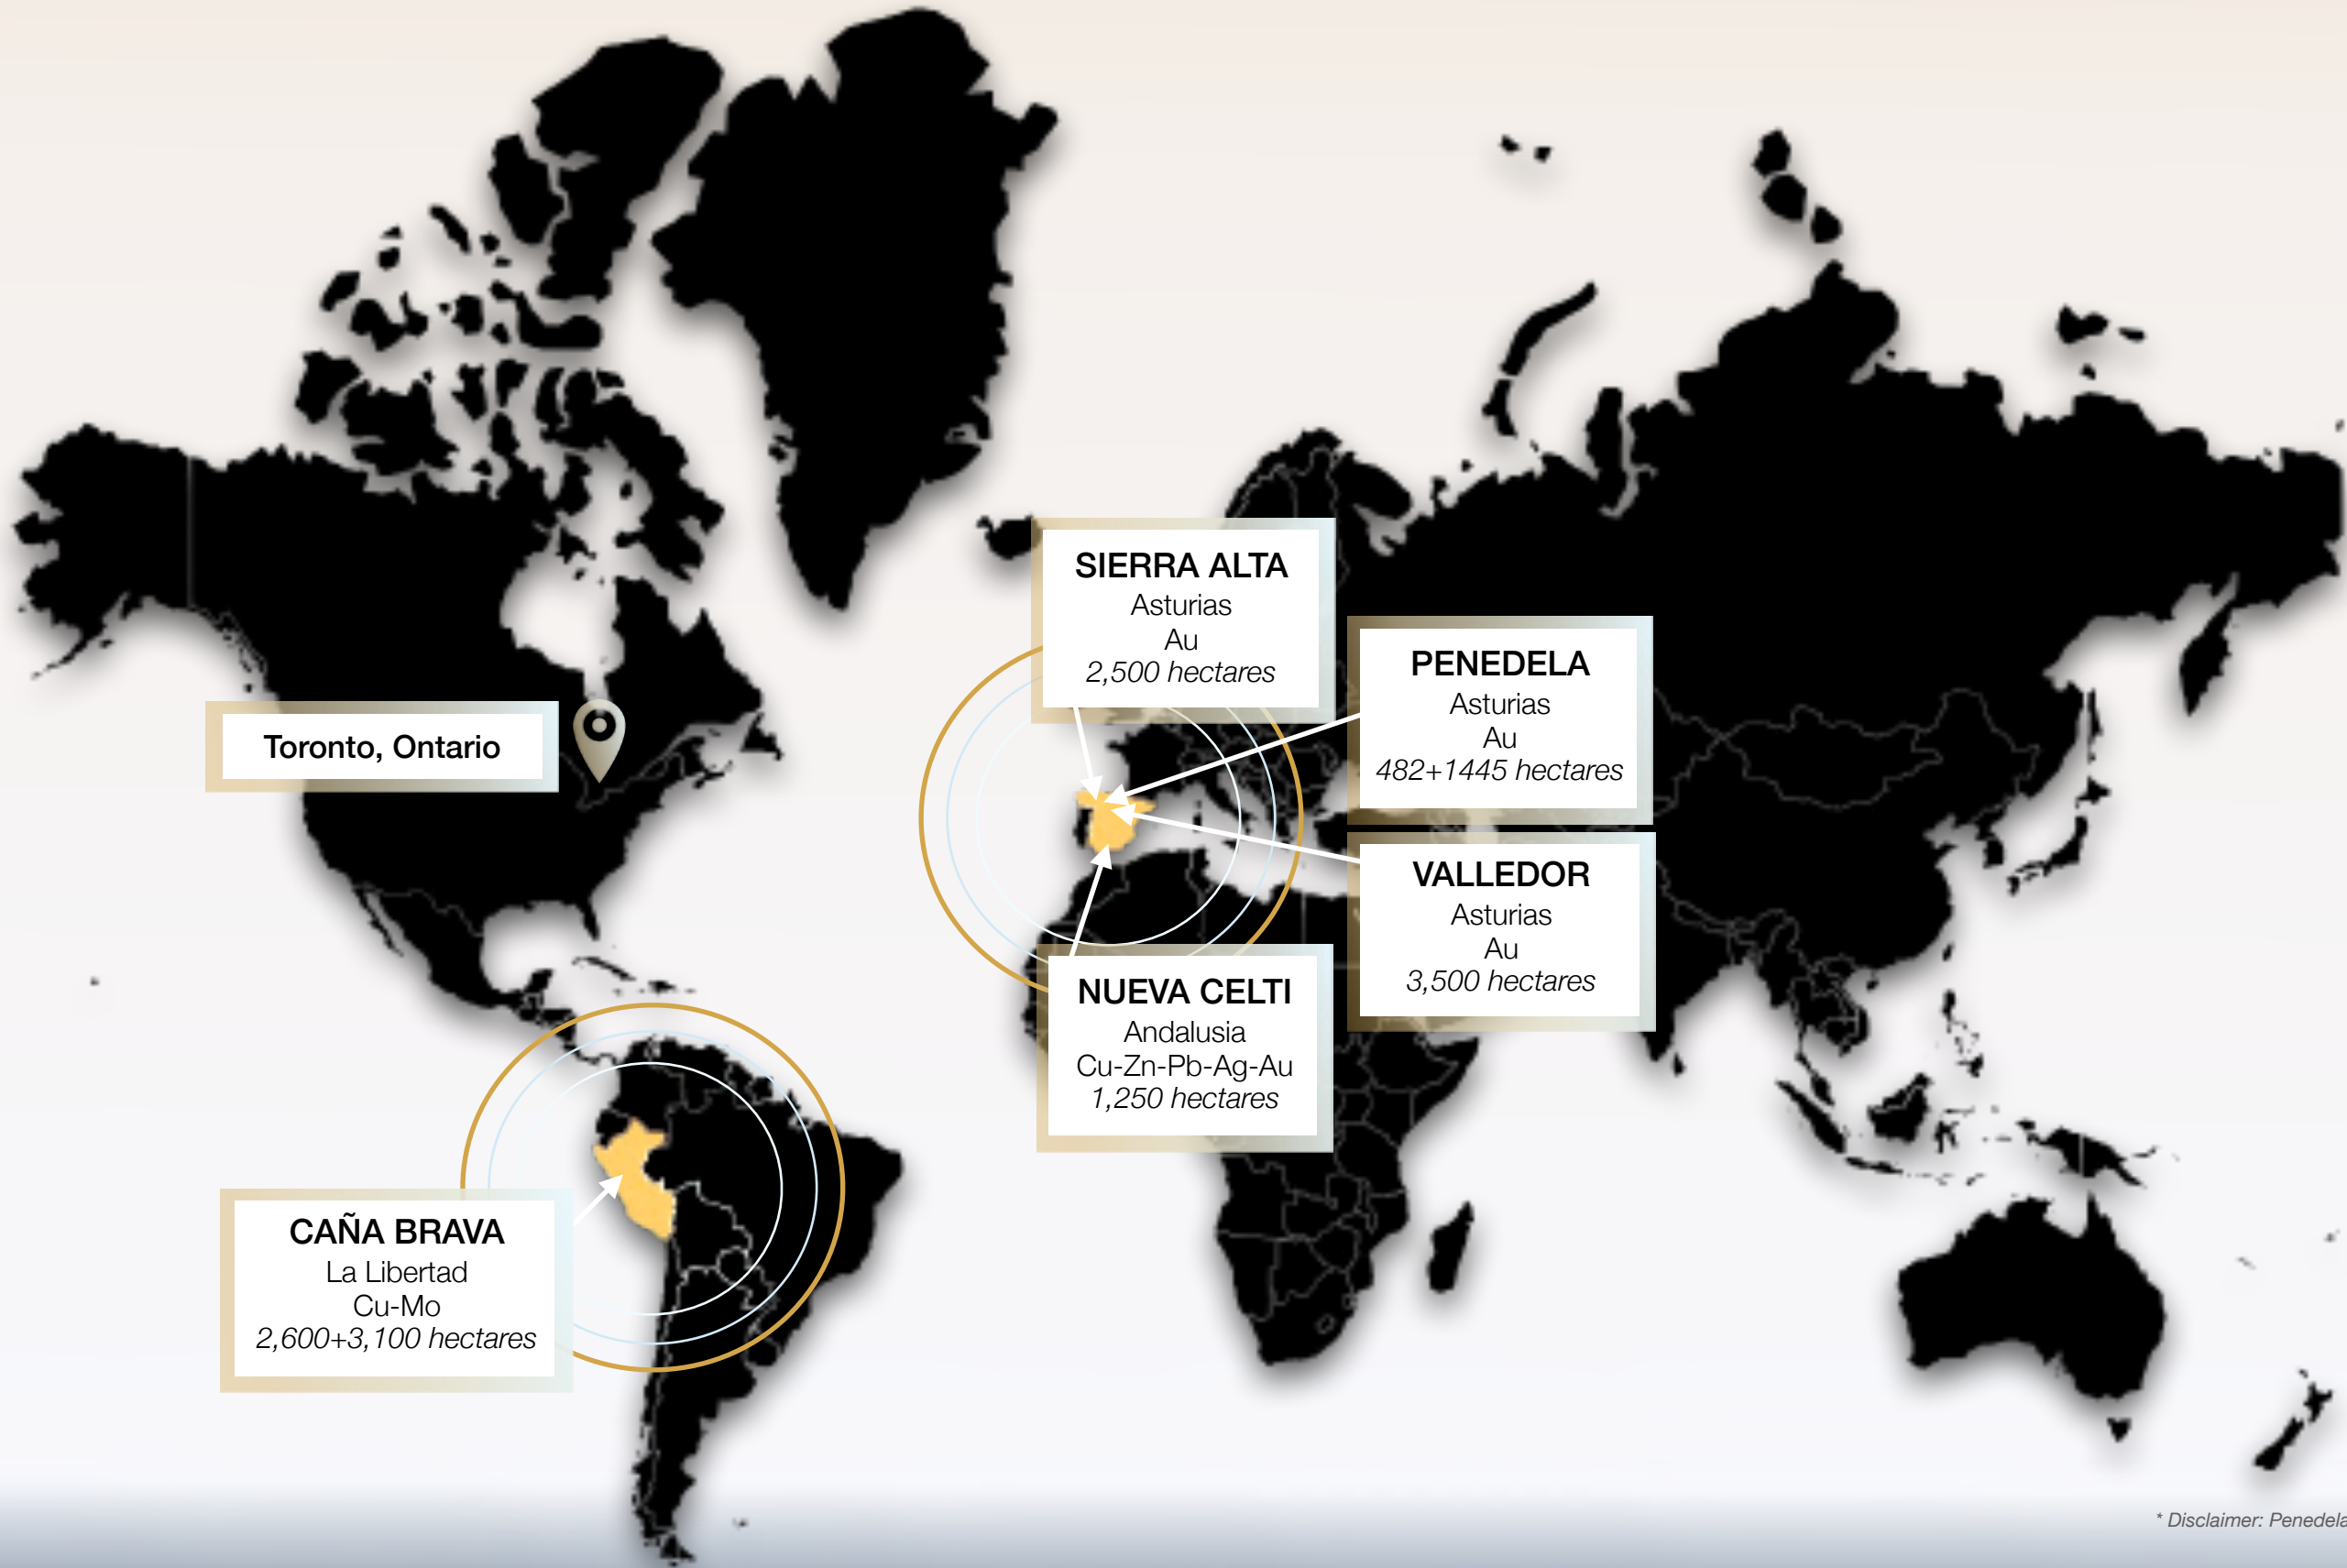 SIERRA ALTA
Asturias
Au
2,500 hectares
PENEDELA
Asturias
Au
482+1445 hectares
Toronto, Ontario
VALLEDOR
Asturias
Au
3,500 hectares
NUEVA CELTI
Andalusia
Cu-Zn-Pb-Ag-Au
1,250 hectares
CAÑA BRAVA
La Libertad
Cu-Mo
2,600+3,100 hectares
* Disclaimer: Penedela